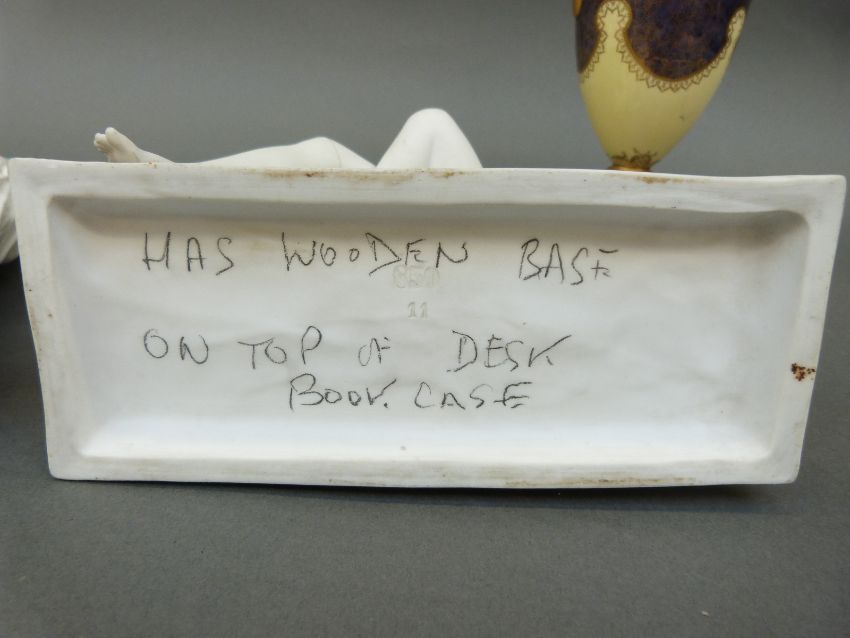 HAS WOODEN BASE
11
ON TOP OF DESK
BOOK CASE